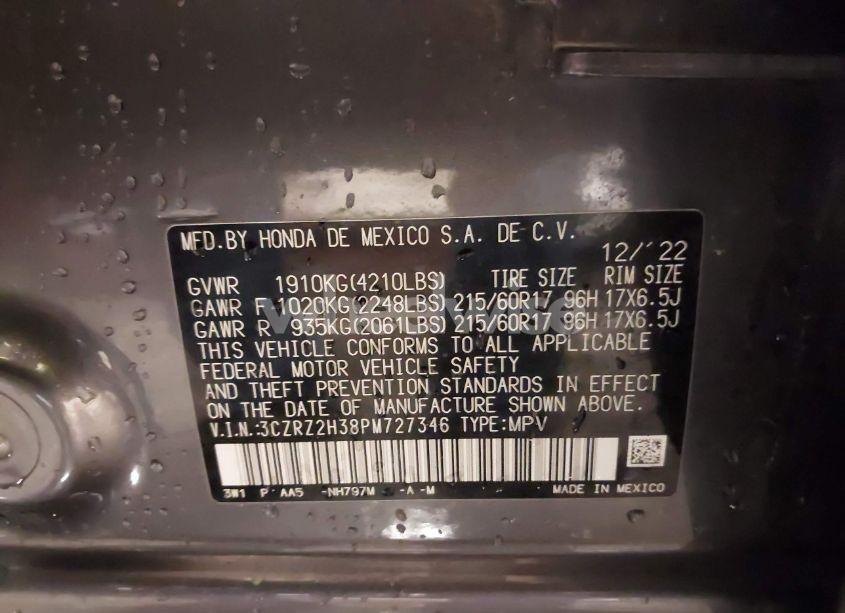 MFD.BY HONDA DE MEXICO S.A. DE C.V.
12/'22
GVWR 1910KG(4210LBS) TIRE SIZE RIM SIZE
GAWR F 1020KG(2248LBS) 215/60R17 96H 17X6.5J
GAWR R 935KG(2061LBS) 215/60R17 96H 17X6.5J
THIS VEHICLE CONFORMS TO ALL APPLICABLE
FEDERAL MOTOR VEHICLE SAFETY
AND THEFT PREVENTION STANDARDS IN EFFECT
ON THE DATE OF MANUFACTURE SHOWN ABOVE.
V.I.N.:3CZRZ2H38PM727346 TYPE:MPV
3W1 P AA5 -NH797M -A -M MADE IN MEXICO